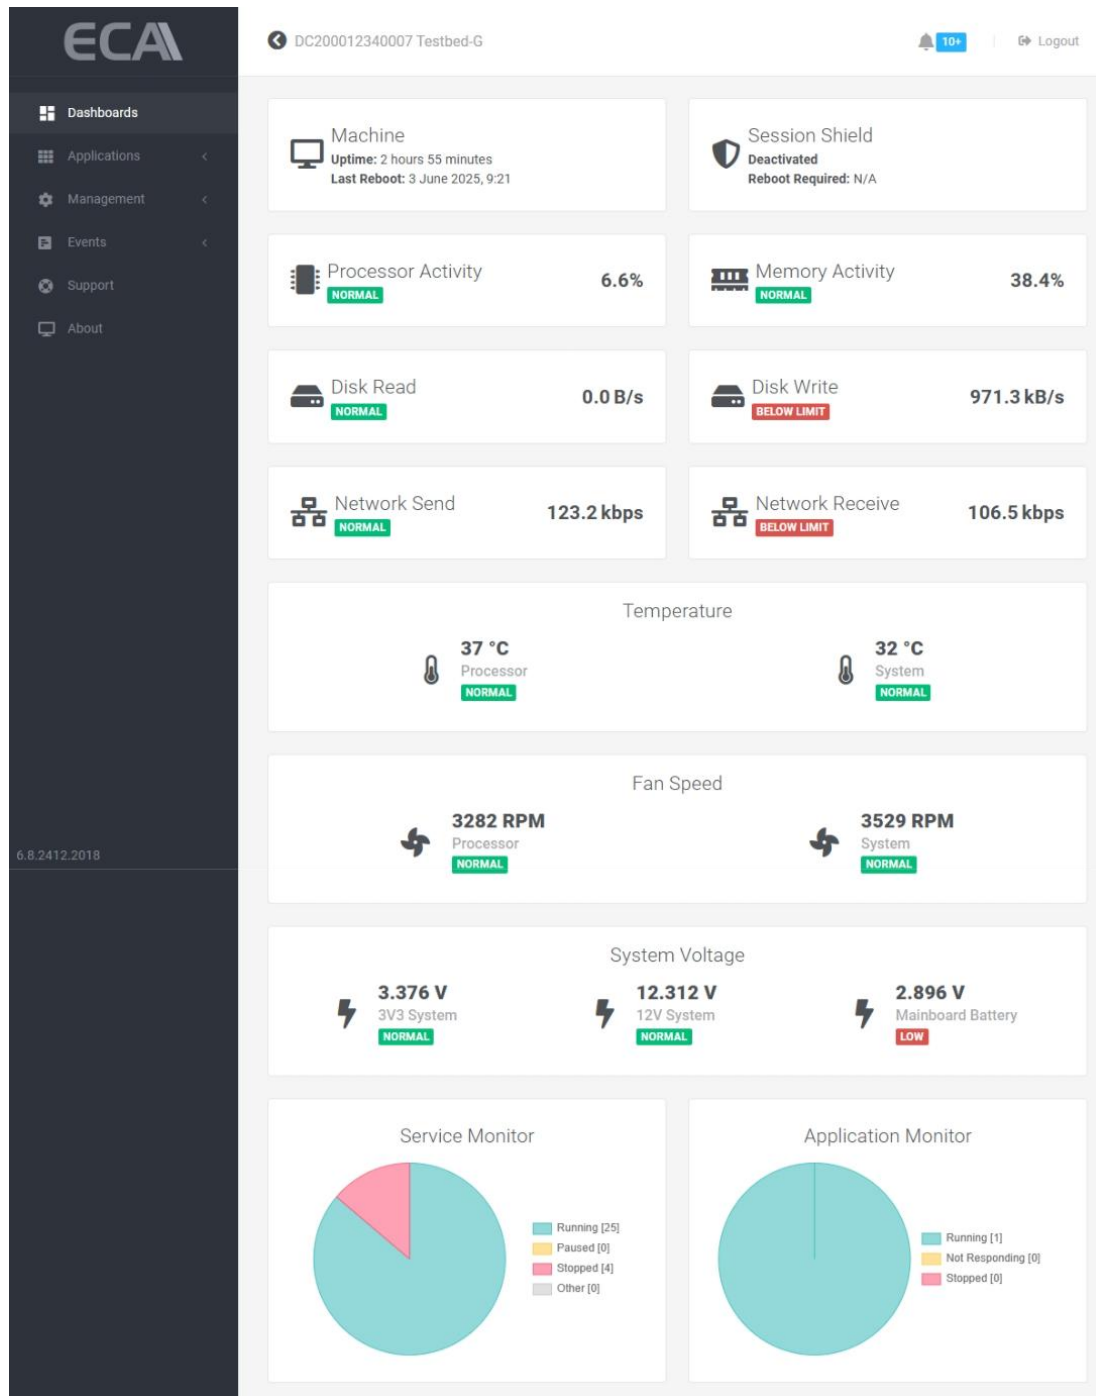 ECA
DC200012340007 Testbed-G
10+
Logout
Dashboards
Applications
Management
Events
Support
About
6.8.2412.2018
Machine
Uptime: 2 hours 55 minutes
Last Reboot: 3 June 2025, 9:21
Session Shield
Deactivated
Reboot Required: N/A
Processor Activity
NORMAL
6.6%
Memory Activity
NORMAL
38.4%
Disk Read
NORMAL
0.0 B/s
Disk Write
BELOW LIMIT
971.3 kB/s
Network Send
NORMAL
123.2 kbps
Network Receive
BELOW LIMIT
106.5 kbps
Temperature
37 °C
Processor
NORMAL
32 °C
System
NORMAL
Fan Speed
3282 RPM
Processor
NORMAL
3529 RPM
System
NORMAL
System Voltage
3.376 V
3V3 System
NORMAL
12.312 V
12V System
NORMAL
2.896 V
Mainboard Battery
LOW
Service Monitor
Running [25]
Paused [0]
Stopped [4]
Other [0]
Application Monitor
Running [1]
Not Responding [0]
Stopped [0]